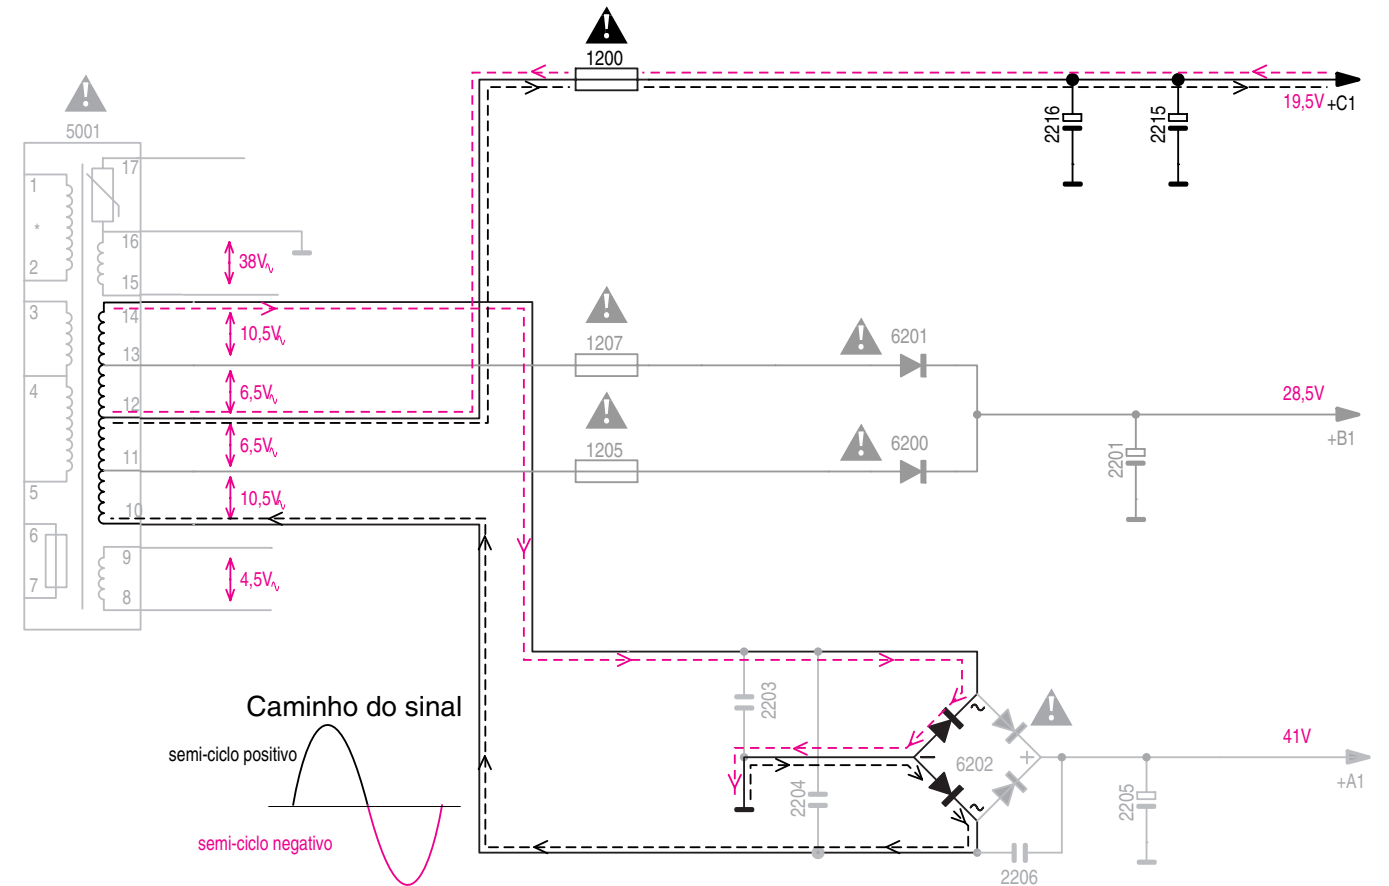 1200
19,5V
+C1
2216
2215
5001
17
1
16
*
38V
2
15
3
14
10,5V
1207
6201
13
4
6,5V
28,5V
12
+B1
6,5V
1205
6200
11
2201
5
10,5V
10
6
9
7
4,5V
8
2203
~
Caminho do sinal
semi-ciclo positivo
41V
6202
− +
+A1
2204
2205
~
semi-ciclo negativo
2206